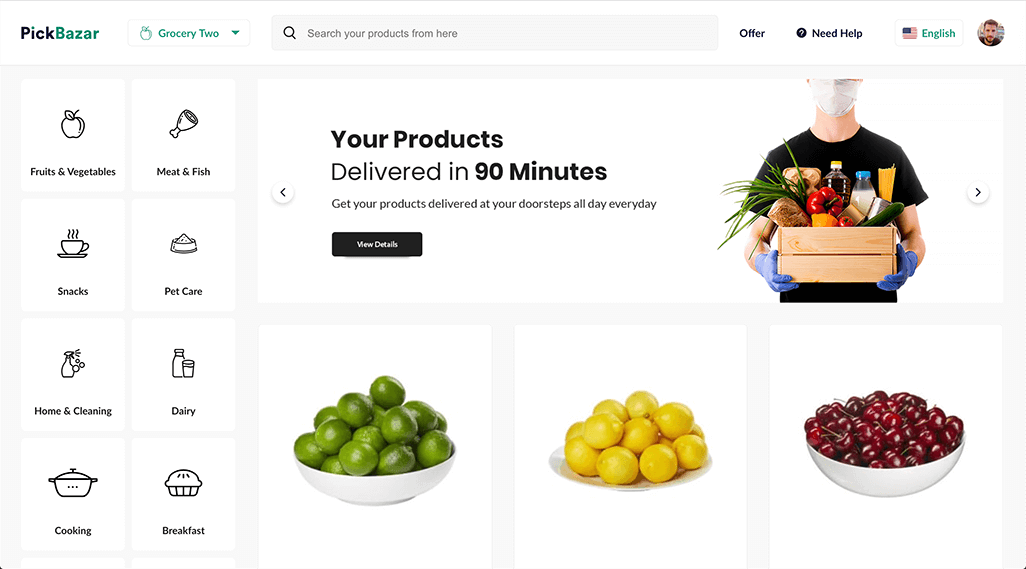 PickBazar
Grocery Two
Search your products from here
Offer
Need Help
English
Fruits & Vegetables
Meat & Fish
Snacks
Pet Care
Home & Cleaning
Dairy
Cooking
Breakfast
Your Products
Delivered in 90 Minutes
Get your products delivered at your doorsteps all day everyday
View Details